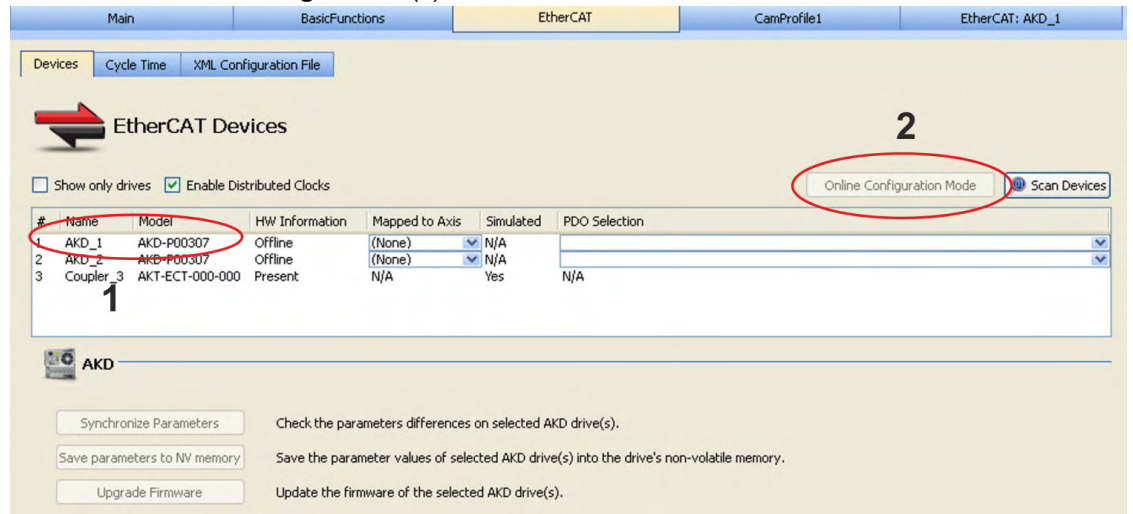 Main BasicFunctions EtherCAT CamProfile1 EtherCAT: AKD_1
Devices Cycle Time XML Configuration File
EtherCAT Devices
2
Show only drives Enable Distributed Clocks Online Configuration Mode Scan Devices
# Name Model HW Information Mapped to Axis Simulated PDO Selection
1 AKD_1 AKD-P00307 Offline (None) N/A
2 AKD_2 AKD-P00307 Offline (None) N/A
3 Coupler_3 AKT-ECT-000-000 Present N/A Yes N/A
1
AKD
Synchronize Parameters Check the parameters differences on selected AKD drive(s).
Save parameters to NV memory Save the parameter values of selected AKD drive(s) into the drive's non-volatile memory.
Upgrade Firmware Update the firmware of the selected AKD drive(s).